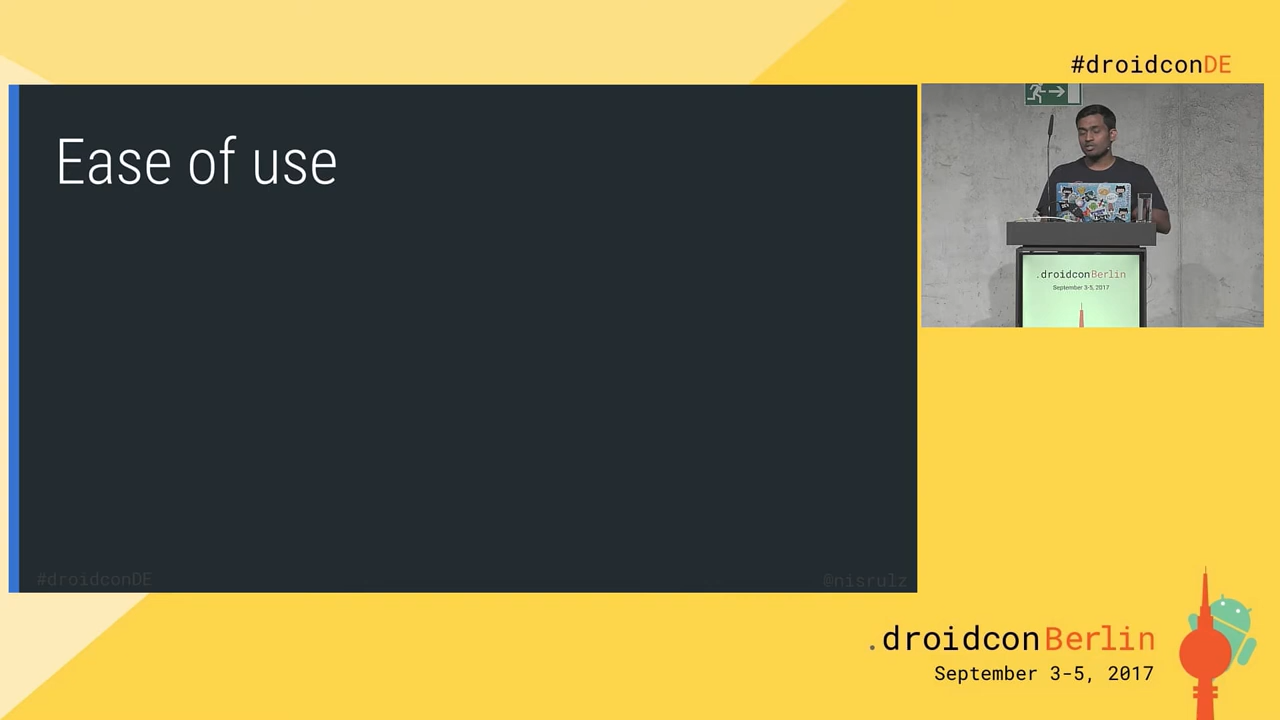 #droidconDE
Ease of use
#droidconDE
@nisrulz
.droidconBerlin
September 3-5, 2017
.droidconBerlin
September 3-5, 2017